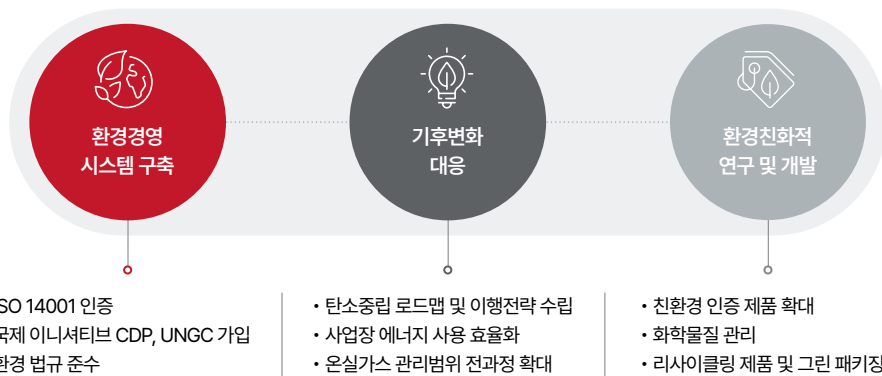 환경경영
시스템 구축
기후변화
대응
환경친화적
연구 및 개발
SO 14001 인증
국제 이니셔티브 CDP, UNGC 가입
환경 법규 준수
• 탄소중립 로드맵 및 이행전략 수립
• 사업장 에너지 사용 효율화
• 온실가스 관리범위 전과정 확대
• 친환경 인증 제품 확대
• 화학물질 관리
• 리사이클링 제품 및 그린 패키징